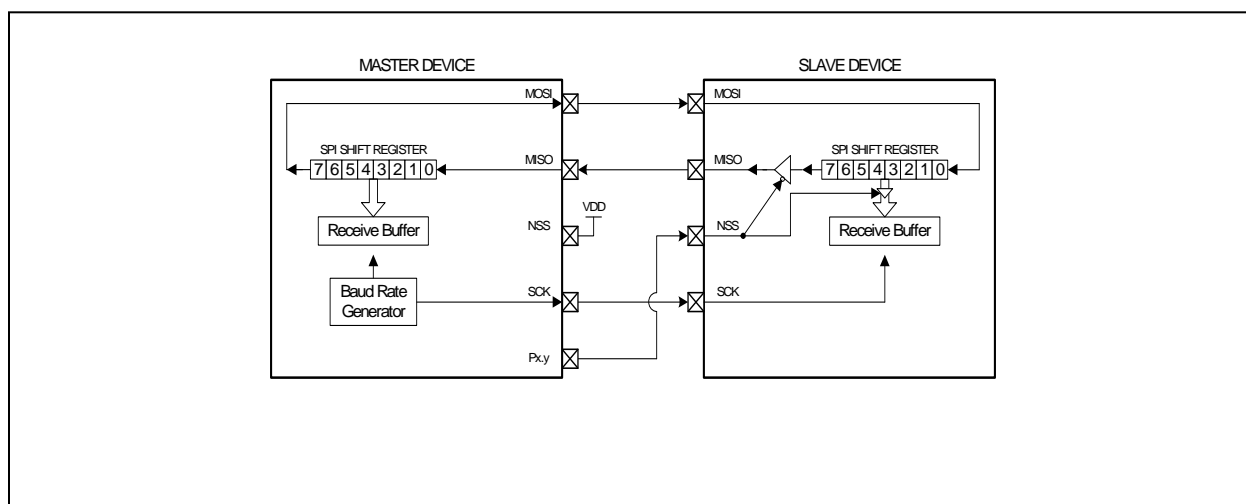 MASTER DEVICE
SLAVE DEVICE
MOSI
MOSI
SPI SHIFT REGISTER
MISO
MISO
SPI SHIFT REGISTER
7 6 5 4 3 2 1 0
7 6 5 4 3 2 1 0
VDD
Receive Buffer
NSS
NSS
Receive Buffer
Baud Rate
Generator
SCK
SCK
Px.y